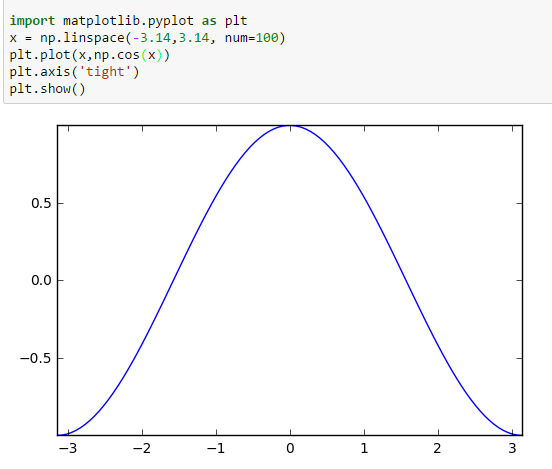 import matplotlib.pyplot as plt
x = np.linspace(-3.14,3.14, num=100)
plt.plot(x,np.cos(x))
plt.axis('tight')
plt.show()
0.5
0.0
−0.5
−3 −2 −1 0 1 2 3